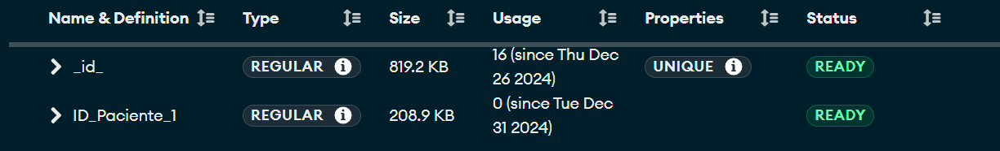 Name & Definition Type Size Usage Properties Status
_id_ REGULAR i 819.2 KB 16 (since Thu Dec 26 2024) UNIQUE i READY
ID_Paciente_1 REGULAR i 208.9 KB 0 (since Tue Dec 31 2024) READY